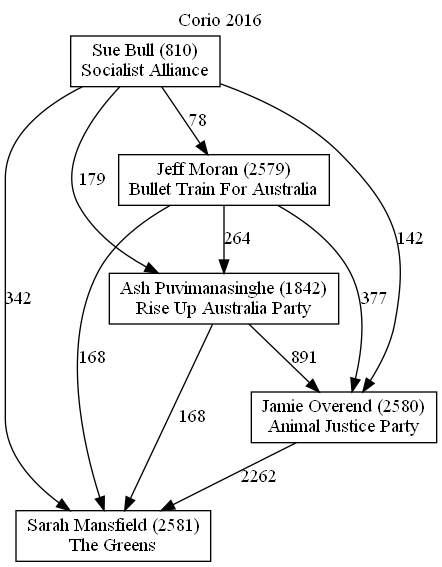 Corio 2016
Sue Bull (810)
Socialist Alliance
78
Jeff Moran (2579)
Bullet Train For Australia
179
264
142
Ash Puvimanasinghe (1842)
Rise Up Australia Party
342
377
168
891
Jamie Overend (2580)
Animal Justice Party
168
2262
Sarah Mansfield (2581)
The Greens